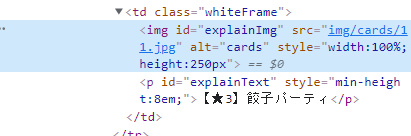 ▼<td class="whiteFrame">
<img id="explainImg" src="img/cards/1
1.jpg" alt="cards" style="width:100%;
height:250px"> == $0
<p id="explainText" style="min-heigh
t:8em;">【★3】餃子パーティ</p>
</td>
</tr>